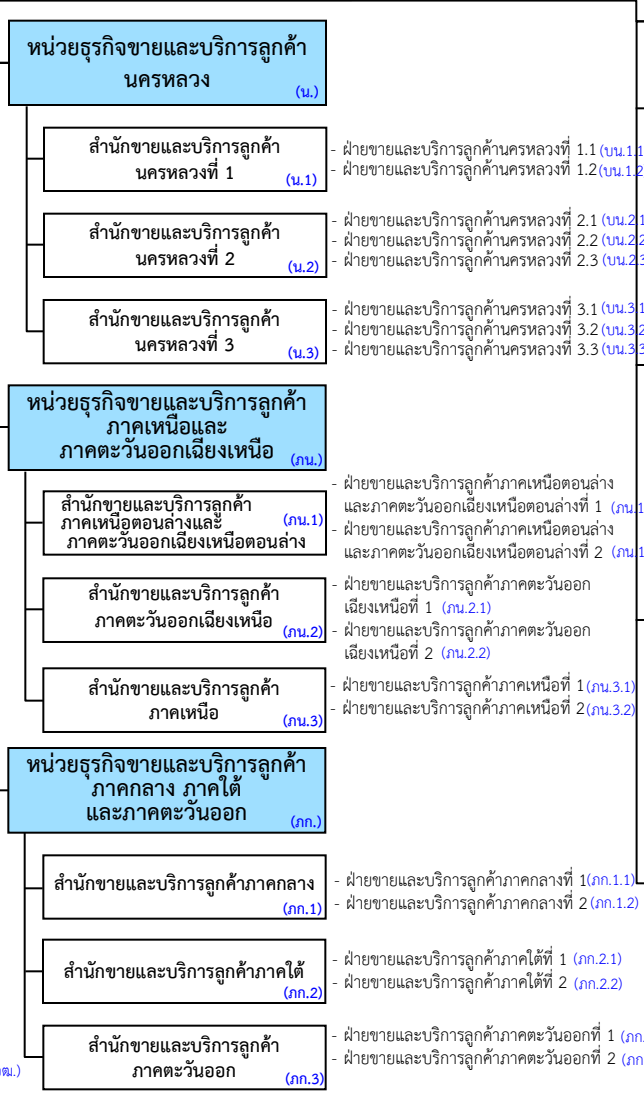 หน่วยธุรกิจขายและบริการลูกค้า
นครหลวง
(น.)
สำนักขายและบริการลูกค้า
นครหลวงที่ 1
(น.1)
- ฝ่ายขายและบริการลูกค้านครหลวงที่ 1.1 (บน.1.1
- ฝ่ายขายและบริการลูกค้านครหลวงที่ 1.2 (บน.1.2
สำนักขายและบริการลูกค้า
นครหลวงที่ 2
(น.2)
- ฝ่ายขายและบริการลูกค้านครหลวงที่ 2.1 (บน.2.1
- ฝ่ายขายและบริการลูกค้านครหลวงที่ 2.2 (บน.2.2
- ฝ่ายขายและบริการลูกค้านครหลวงที่ 2.3 (บน.2.3
สำนักขายและบริการลูกค้า
นครหลวงที่ 3
(น.3)
- ฝ่ายขายและบริการลูกค้านครหลวงที่ 3.1 (บน.3.1
- ฝ่ายขายและบริการลูกค้านครหลวงที่ 3.2 (บน.3.2
- ฝ่ายขายและบริการลูกค้านครหลวงที่ 3.3 (บน.3.3
หน่วยธุรกิจขายและบริการลูกค้า
ภาคเหนือและ
ภาคตะวันออกเฉียงเหนือ (ภน.)
สำนักขายและบริการลูกค้า
ภาคเหนือตอนล่างและ (ภน.1)
ภาคตะวันออกเฉียงเหนือตอนล่าง
- ฝ่ายขายและบริการลูกค้าภาคเหนือตอนล่าง
และภาคตะวันออกเฉียงเหนือตอนล่างที่ 1 (ภน.1
- ฝ่ายขายและบริการลูกค้าภาคเหนือตอนล่าง
และภาคตะวันออกเฉียงเหนือตอนล่างที่ 2 (ภน.1
สำนักขายและบริการลูกค้า
ภาคตะวันออกเฉียงเหนือ (ภน.2)
- ฝ่ายขายและบริการลูกค้าภาคตะวันออก
เฉียงเหนือที่ 1 (ภน.2.1)
- ฝ่ายขายและบริการลูกค้าภาคตะวันออก
เฉียงเหนือที่ 2 (ภน.2.2)
สำนักขายและบริการลูกค้า
ภาคเหนือ (ภน.3)
- ฝ่ายขายและบริการลูกค้าภาคเหนือที่ 1 (ภน.3.1)
- ฝ่ายขายและบริการลูกค้าภาคเหนือที่ 2 (ภน.3.2)
หน่วยธุรกิจขายและบริการลูกค้า
ภาคกลาง ภาคใต้
และภาคตะวันออก (ภก.)
สำนักขายและบริการลูกค้าภาคกลาง
(ภก.1)
- ฝ่ายขายและบริการลูกค้าภาคกลางที่ 1 (ภก.1.1)
- ฝ่ายขายและบริการลูกค้าภาคกลางที่ 2 (ภก.1.2)
สำนักขายและบริการลูกค้าภาคใต้
(ภก.2)
- ฝ่ายขายและบริการลูกค้าภาคใต้ที่ 1 (ภก.2.1)
- ฝ่ายขายและบริการลูกค้าภาคใต้ที่ 2 (ภก.2.2)
สำนักขายและบริการลูกค้า
ภาคตะวันออก (ภก.3)
- ฝ่ายขายและบริการลูกค้าภาคตะวันออกที่ 1 (ภก.
- ฝ่ายขายและบริการลูกค้าภาคตะวันออกที่ 2 (ภก